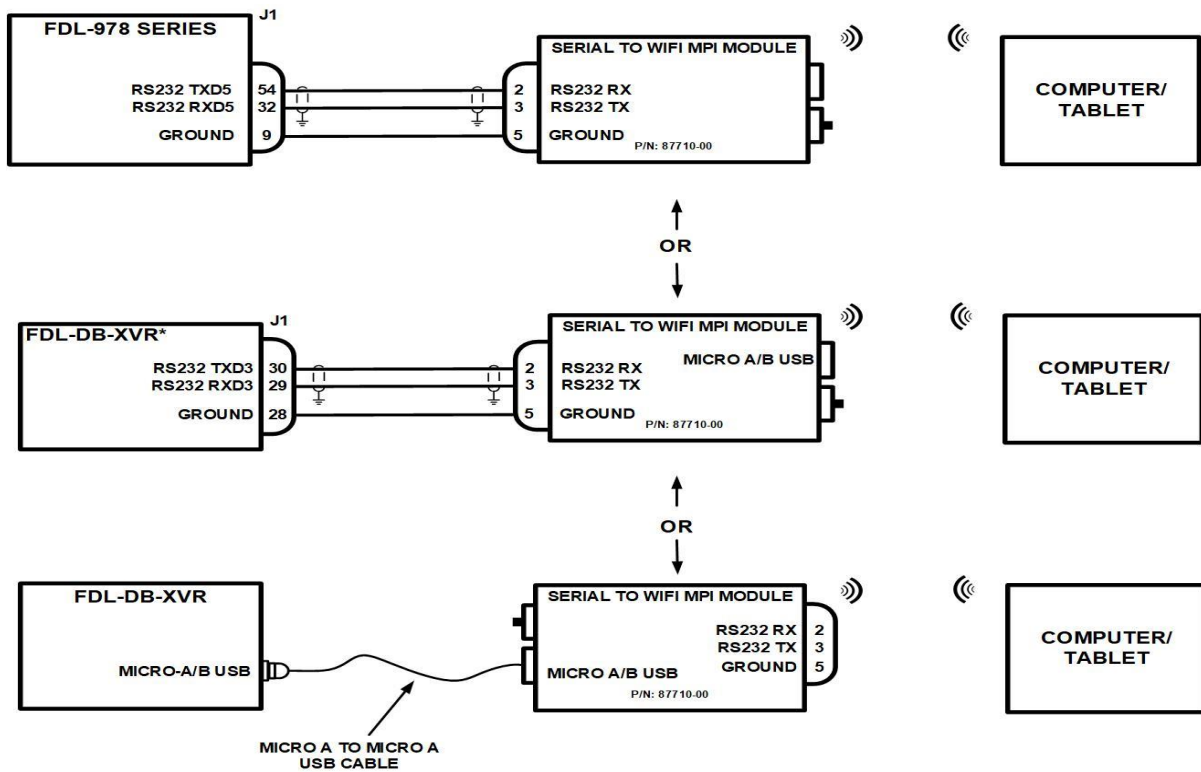 J1
FDL-978 SERIES
RS232 TXD5 54
RS232 RXD5 32
GROUND 9
SERIAL TO WIFI MPI MODULE
2 RS232 RX
3 RS232 TX
5 GROUND
P/N: 87710-00
COMPUTER/
TABLET
OR
J1
FDL-DB-XVR*
RS232 TXD3 30
RS232 RXD3 29
GROUND 28
SERIAL TO WIFI MPI MODULE
MICRO A/B USB
2 RS232 RX
3 RS232 TX
5 GROUND
P/N: 87710-00
COMPUTER/
TABLET
OR
FDL-DB-XVR
MICRO-A/B USB
MICRO A TO MICRO A
USB CABLE
SERIAL TO WIFI MPI MODULE
RS232 RX 2
RS232 TX 3
GROUND 5
MICRO A/B USB
P/N: 87710-00
COMPUTER/
TABLET